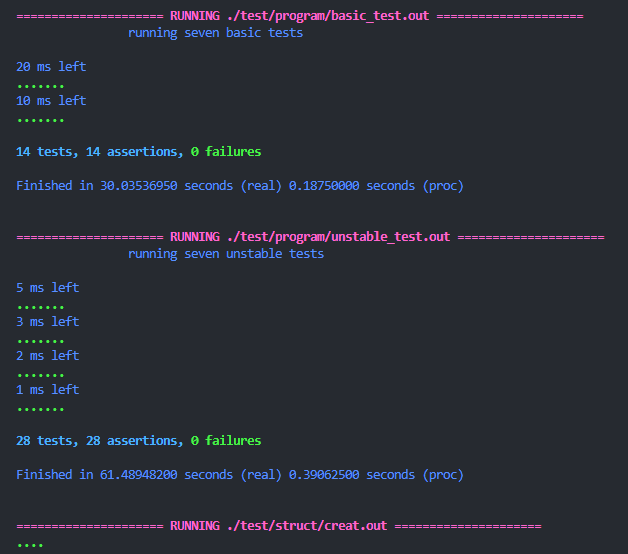 ===================== RUNNING ./test/program/basic_test.out =====================
running seven basic tests
20 ms left
.......
10 ms left
.......
14 tests, 14 assertions, 0 failures
Finished in 30.03536950 seconds (real) 0.18750000 seconds (proc)
===================== RUNNING ./test/program/unstable_test.out =====================
running seven unstable tests
5 ms left
.......
3 ms left
.......
2 ms left
.......
1 ms left
.......
28 tests, 28 assertions, 0 failures
Finished in 61.48948200 seconds (real) 0.39062500 seconds (proc)
===================== RUNNING ./test/struct/creat.out =====================
....